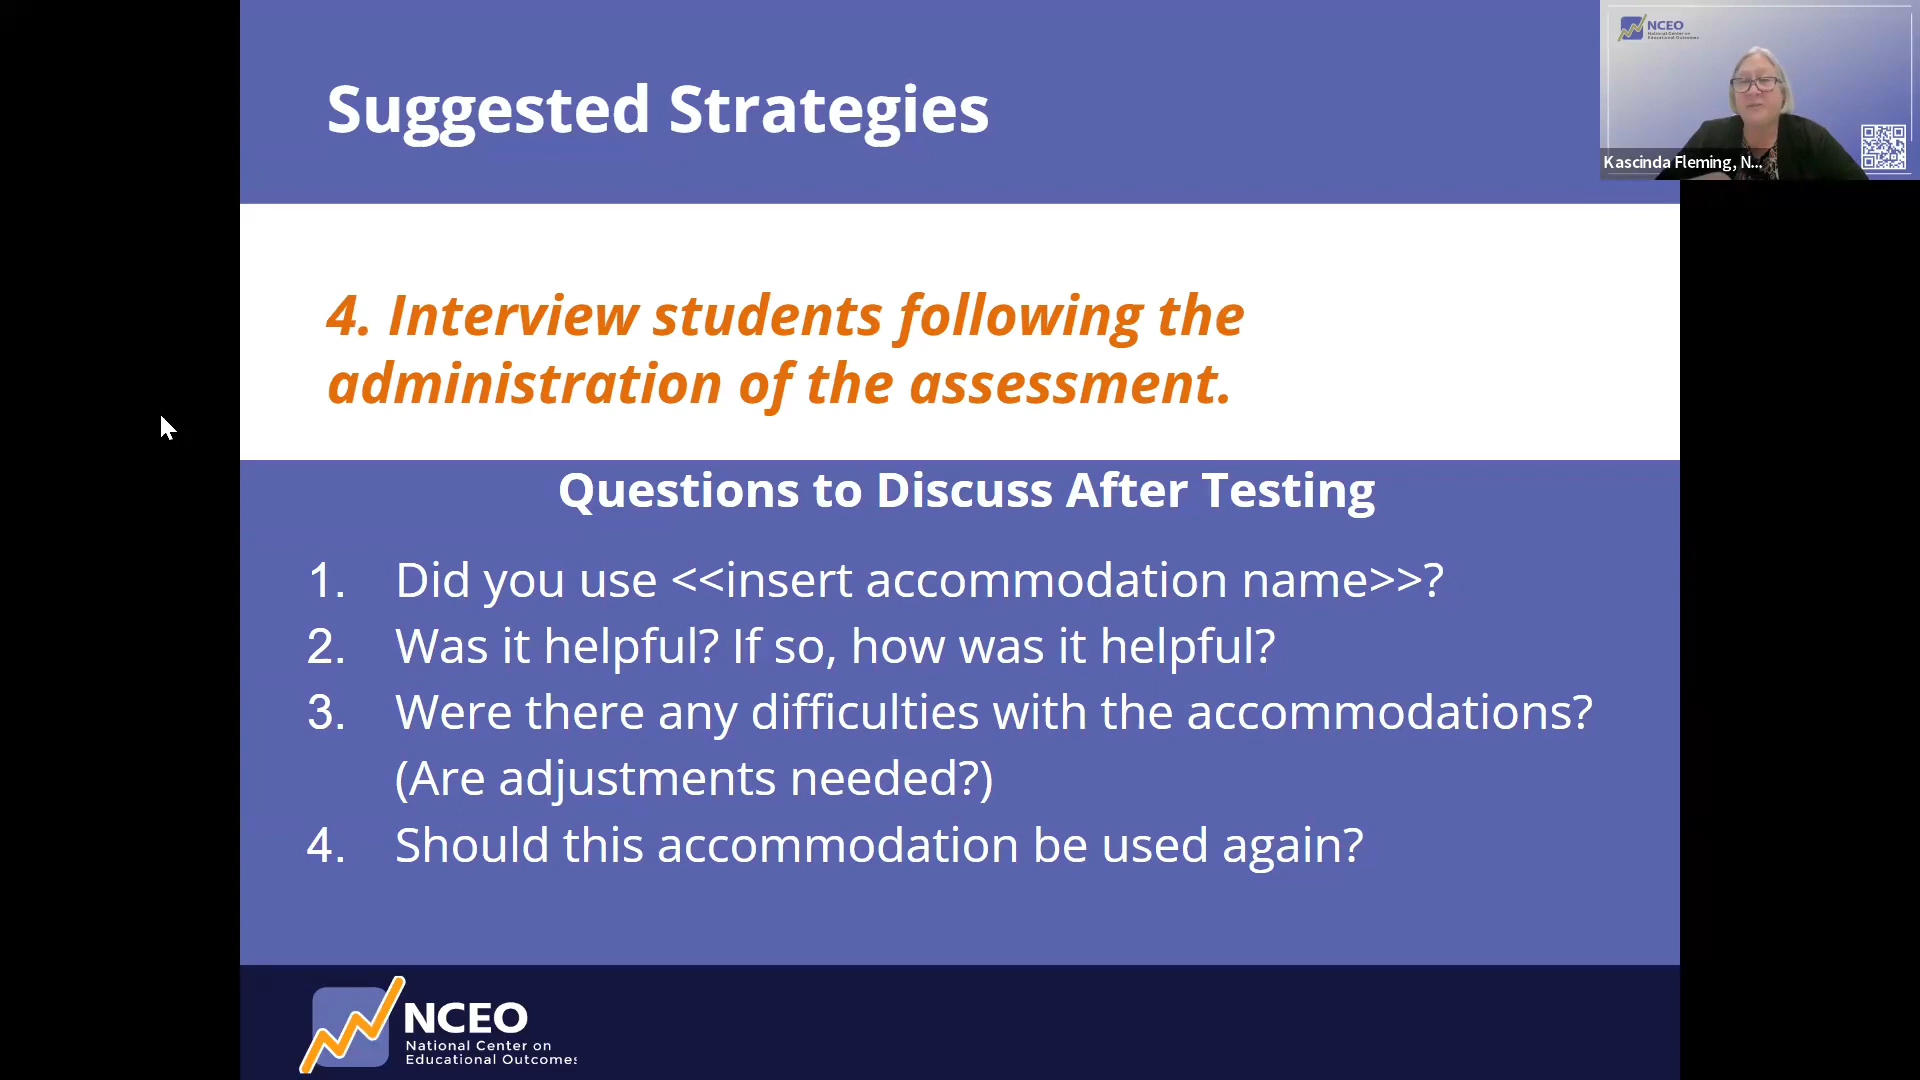 Suggested Strategies
NCEO
National Center on
Educational Outcomes
Kascinda Fleming, N...
4. Interview students following the
administration of the assessment.
Questions to Discuss After Testing
1. Did you use <<insert accommodation name>>?
2. Was it helpful? If so, how was it helpful?
3. Were there any difficulties with the accommodations?
(Are adjustments needed?)
4. Should this accommodation be used again?
NCEO
National Center on
Educational Outcomes